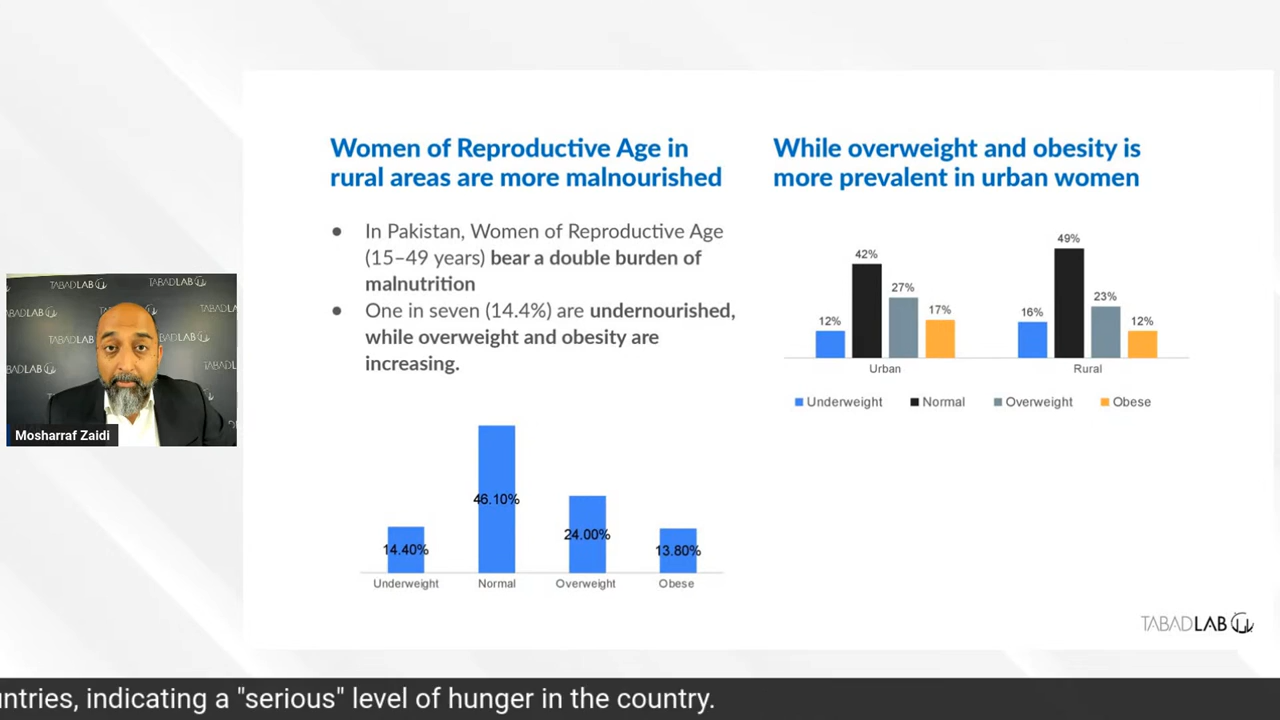 Women of Reproductive Age in
rural areas are more malnourished
● In Pakistan, Women of Reproductive Age
(15–49 years) bear a double burden of
malnutrition
● One in seven (14.4%) are undernourished,
while overweight and obesity are
increasing.
46.10%
24.00%
14.40%
13.80%
Underweight Normal Overweight Obese
While overweight and obesity is
more prevalent in urban women
49%
42%
27%
23%
17%
16%
12%
12%
Urban Rural
Underweight Normal Overweight Obese
TABADLAB
TABADLAB
TABADLAB
TABADLAB
Mosharraf Zaidi
TABADLAB
ntries, indicating a "serious" level of hunger in the country.